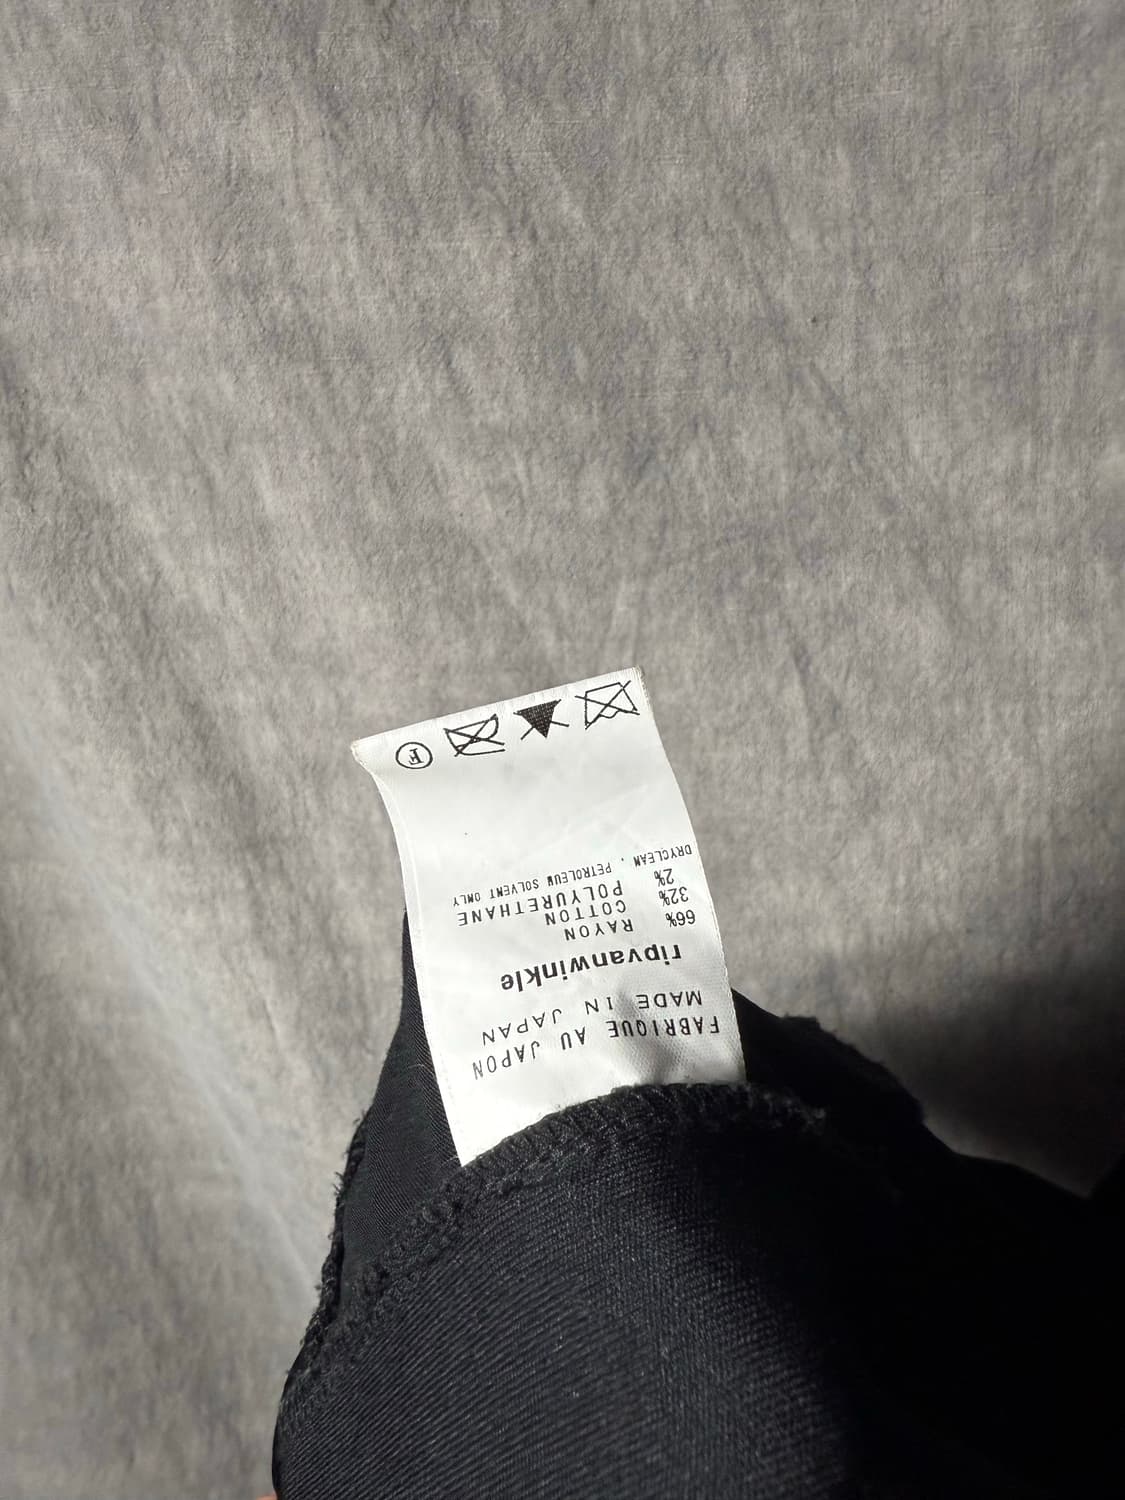 FABRIQUE AU JAPON
MADE IN JAPAN
ripvanwinkle
66% RAYON
32% COTTON
2% POLYURETHANE
DRYCLEAN . PETROLEUM SOLVENT ONLY
F